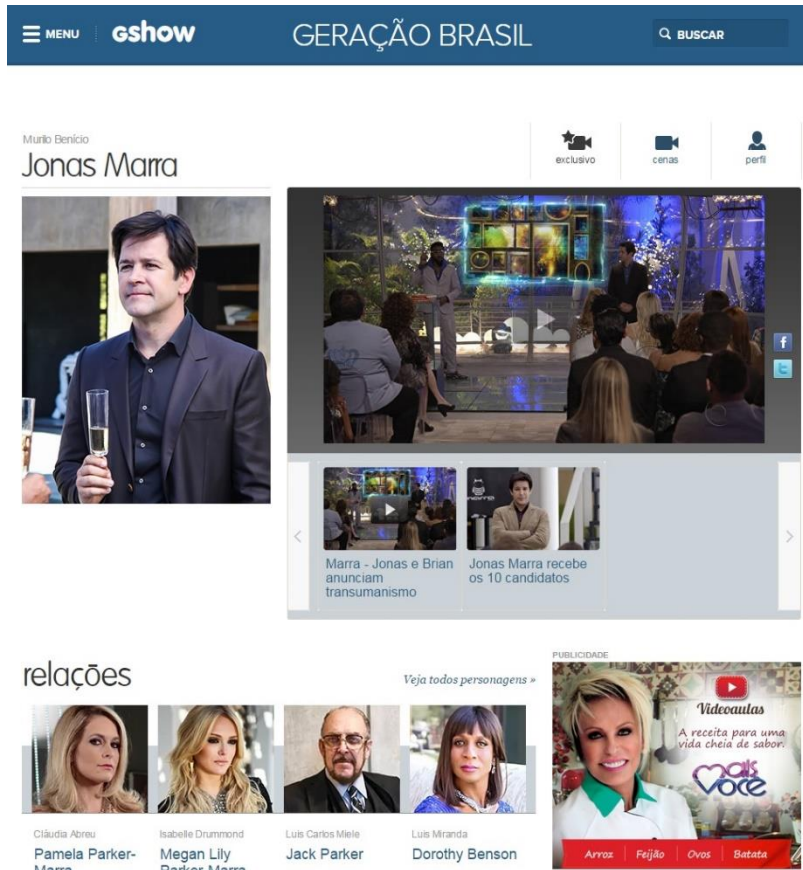 MENU
gshow
GERAÇÃO BRASIL
BUSCAR
Murilo Benício
Jonas Marra
exclusivo
cenas
perfil
Marra - Jonas e Brian
anunciam
transumanismo
Jonas Marra recebe
os 10 candidatos
relações
Veja todos personagens »
Cláudia Abreu
Pamela Parker-
Marra
Isabelle Drummond
Megan Lily
Parker-Marra
Luis Carlos Miele
Jack Parker
Luis Miranda
Dorothy Benson
PUBLICIDADE
Videoaulas
A receita para uma
vida cheia de sabor.
mais
você
Arroz
Feijão
Ovos
Batata